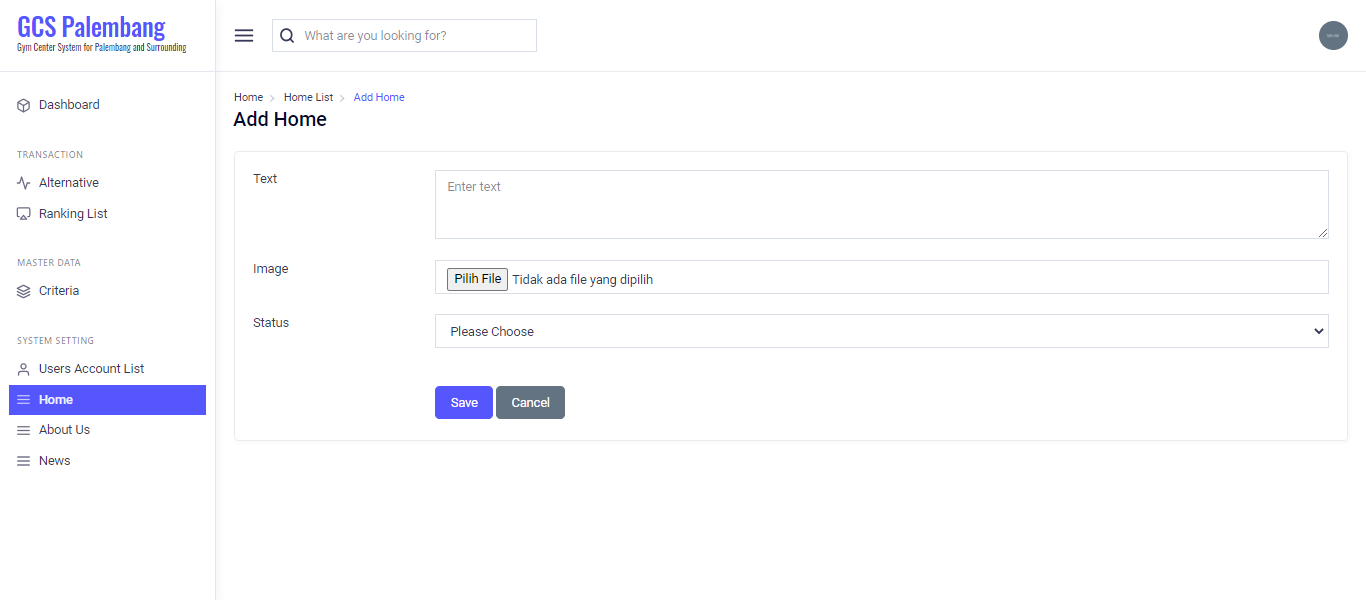 GCS Palembang
Gym Center System for Palembang and Surrounding
What are you looking for?
Dashboard
TRANSACTION
Alternative
Ranking List
MASTER DATA
Criteria
SYSTEM SETTING
Users Account List
Home
About Us
News
Home > Home List > Add Home
Add Home
Text
Enter text
Image
Pilih File Tidak ada file yang dipilih
Status
Please Choose
Save Cancel